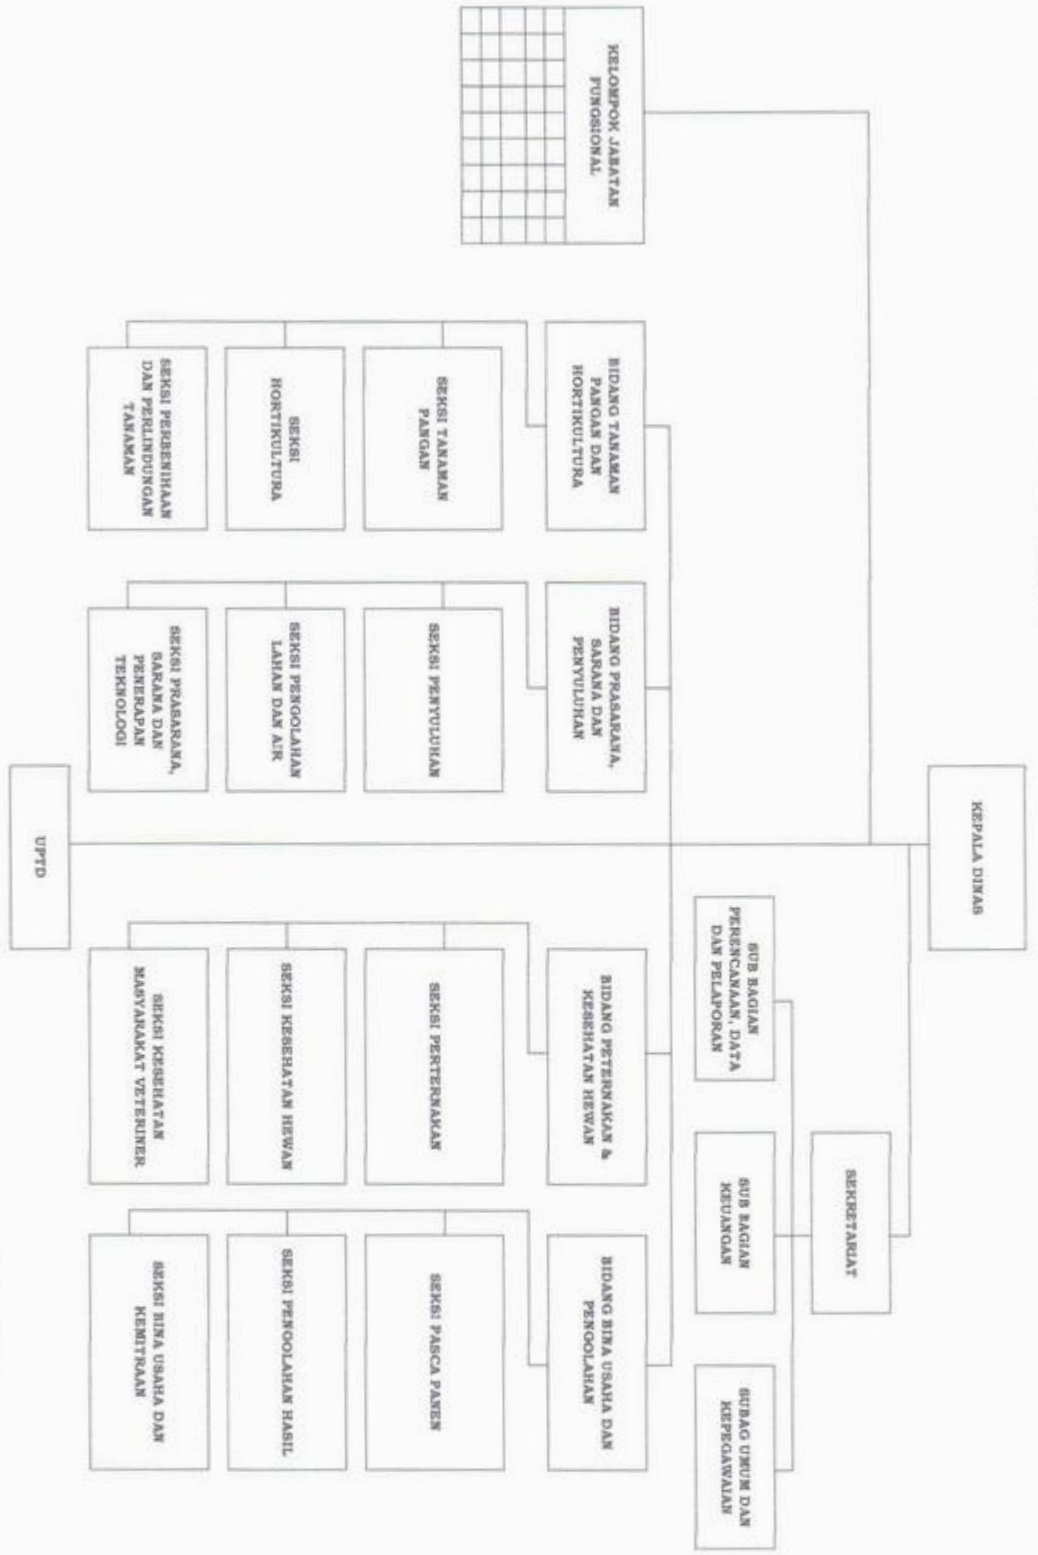 KEPALA DINAS
SEKRETARIAT
SUB BAGIAN
PERENCANAAN, DATA
DAN PELAPORAN
SUB BAGIAN
KEUANGAN
SUBAG UMUM DAN
KEPEGAWAIAN
KELOMPOK JABATAN
FUNGSIONAL
BIDANG TANAMAN
PANGAN DAN
HORTIKULTURA
SEKSI TANAMAN
PANGAN
SEKSI
HORTIKULTURA
SEKSI PERBENIHAAN
DAN PERLINDUNGAN
TANAMAN
BIDANG PRASARANA,
SARANA DAN
PENYULUHAN
SEKSI PENYULUHAN
SEKSI PENGOLAHAN
LAHAN DAN AIR
SEKSI PRASARANA,
SARANA DAN
PENERAPAN
TEKNOLOGI
BIDANG PETERNAKAN &
KESEHATAN HEWAN
SEKSI PERTERNAKAN
SEKSI KESEHATAN HEWAN
SEKSI KESEHATAN
MASYARAKAT VETERINER
BIDANG BINA USAHA DAN
PENGOLAHAN
SEKSI PASCA PANEN
SEKSI PENGOLAHAN HASIL
SEKSI BINA USAHA DAN
KEMITRAAN
UPTD